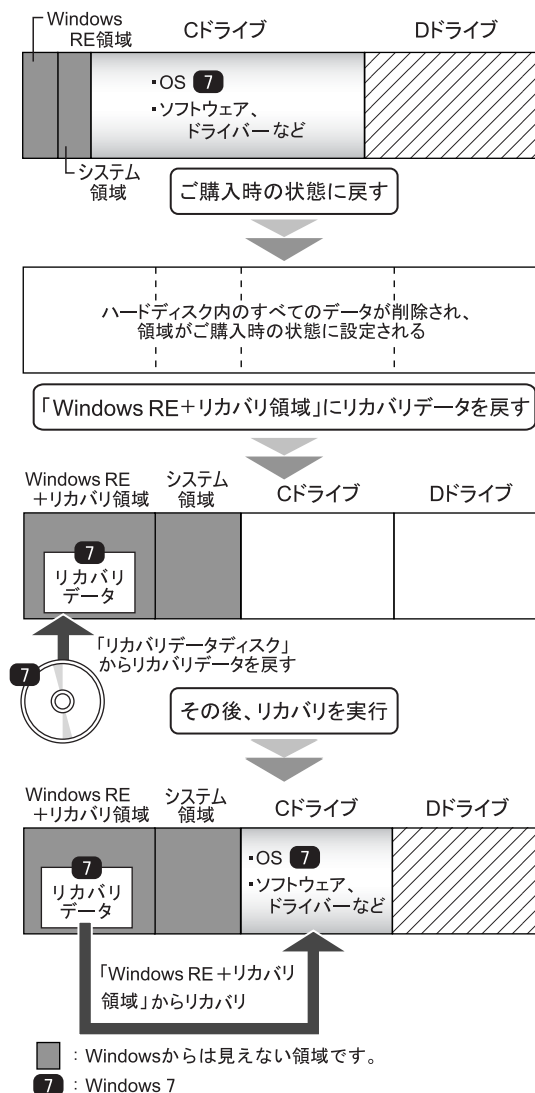 Windows
RE領域
Cドライブ
Dドライブ
・OS 7
・ソフトウェア、
ドライバーなど
システム
領域
ご購入時の状態に戻す
ハードディスク内のすべてのデータが削除され、
領域がご購入時の状態に設定される
「Windows RE+リカバリ領域」にリカバリデータを戻す
Windows RE
+リカバリ領域
システム
領域
Cドライブ
Dドライブ
7
リカバリ
データ
「リカバリデータディスク」
からリカバリデータを戻す
7
その後、リカバリを実行
Windows RE
+リカバリ領域
システム
領域
Cドライブ
Dドライブ
7
リカバリ
データ
・OS 7
・ソフトウェア、
ドライバーなど
「Windows RE+リカバリ
領域」からリカバリ
：Windowsからは見えない領域です。
7：Windows 7